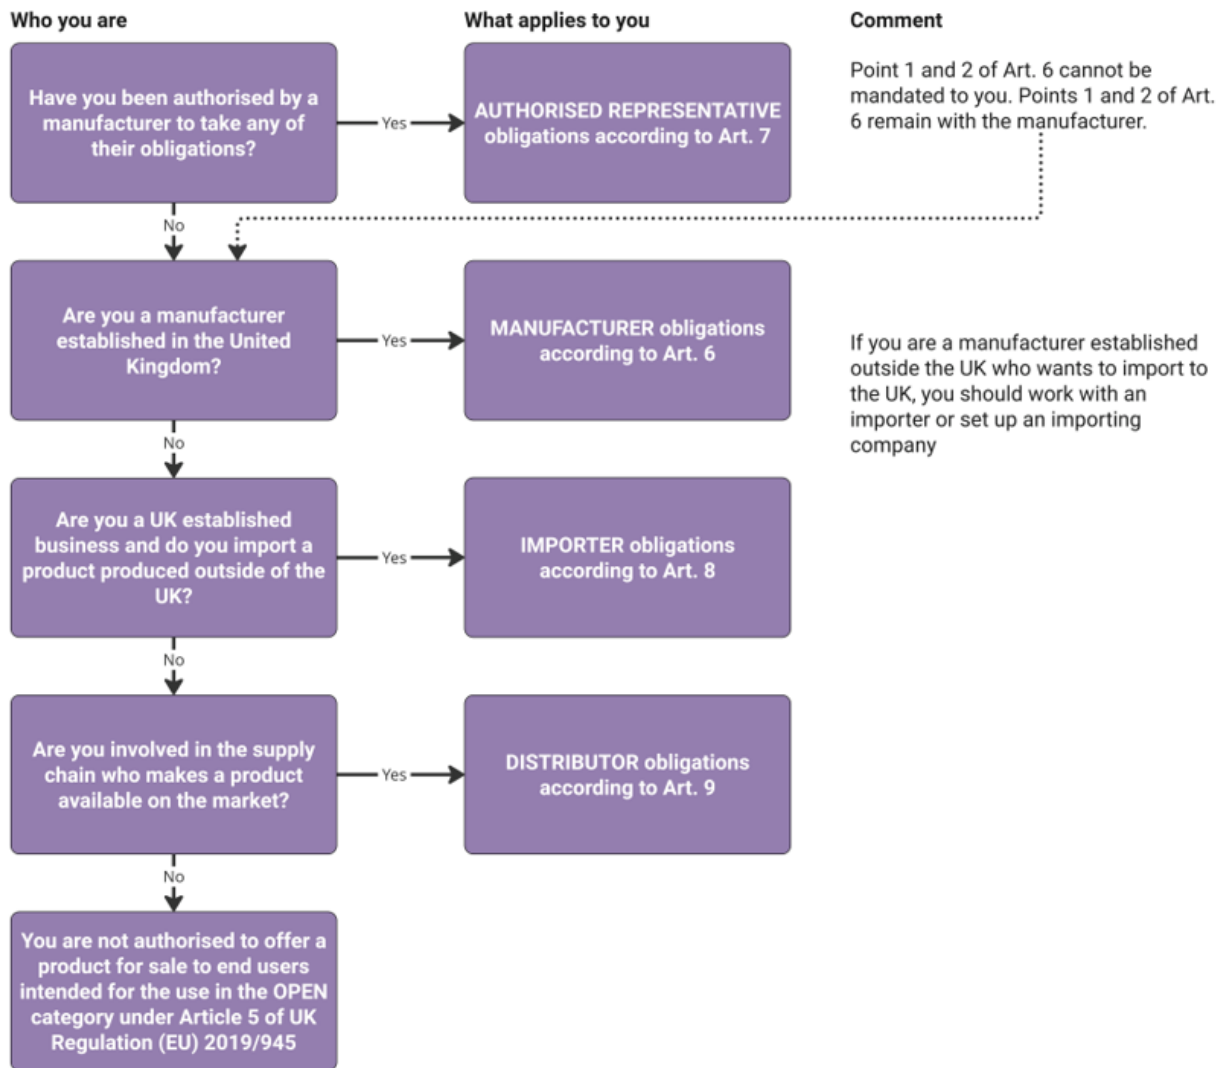 Who you are
What applies to you
Comment
Have you been authorised by a
manufacturer to take any of
their obligations?
Yes
AUTHORISED REPRESENTATIVE
obligations according to Art. 7
Point 1 and 2 of Art. 6 cannot be
mandated to you. Points 1 and 2 of Art.
6 remain with the manufacturer.
No
Are you a manufacturer
established in the United
Kingdom?
Yes
MANUFACTURER obligations
according to Art. 6
If you are a manufacturer established
outside the UK who wants to import to
the UK, you should work with an
importer or set up an importing
company
No
Are you a UK established
business and do you import a
product produced outside of the
UK?
Yes
IMPORTER obligations
according to Art. 8
No
Are you involved in the supply
chain who makes a product
available on the market?
Yes
DISTRIBUTOR obligations
according to Art. 9
No
You are not authorised to offer a
product for sale to end users
intended for the use in the OPEN
category under Article 5 of UK
Regulation (EU) 2019/945